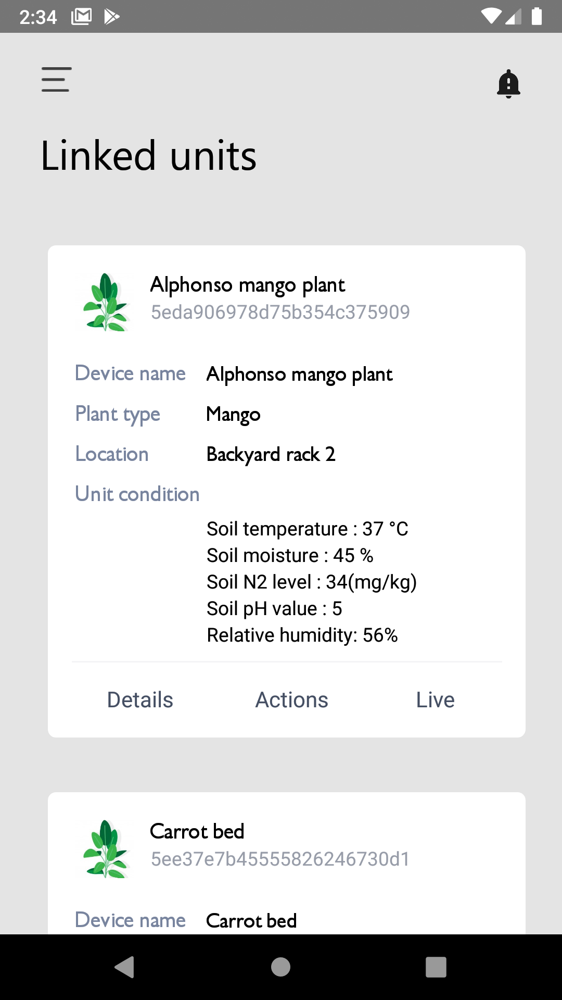 2:34
Linked units
Alphonso mango plant
5eda906978d75b354c375909
Device name Alphonso mango plant
Plant type Mango
Location Backyard rack 2
Unit condition
Soil temperature : 37 °C
Soil moisture : 45 %
Soil N2 level : 34(mg/kg)
Soil pH value : 5
Relative humidity: 56%
Details Actions Live
Carrot bed
5ee37e7b45555826246730d1
Device name Carrot bed